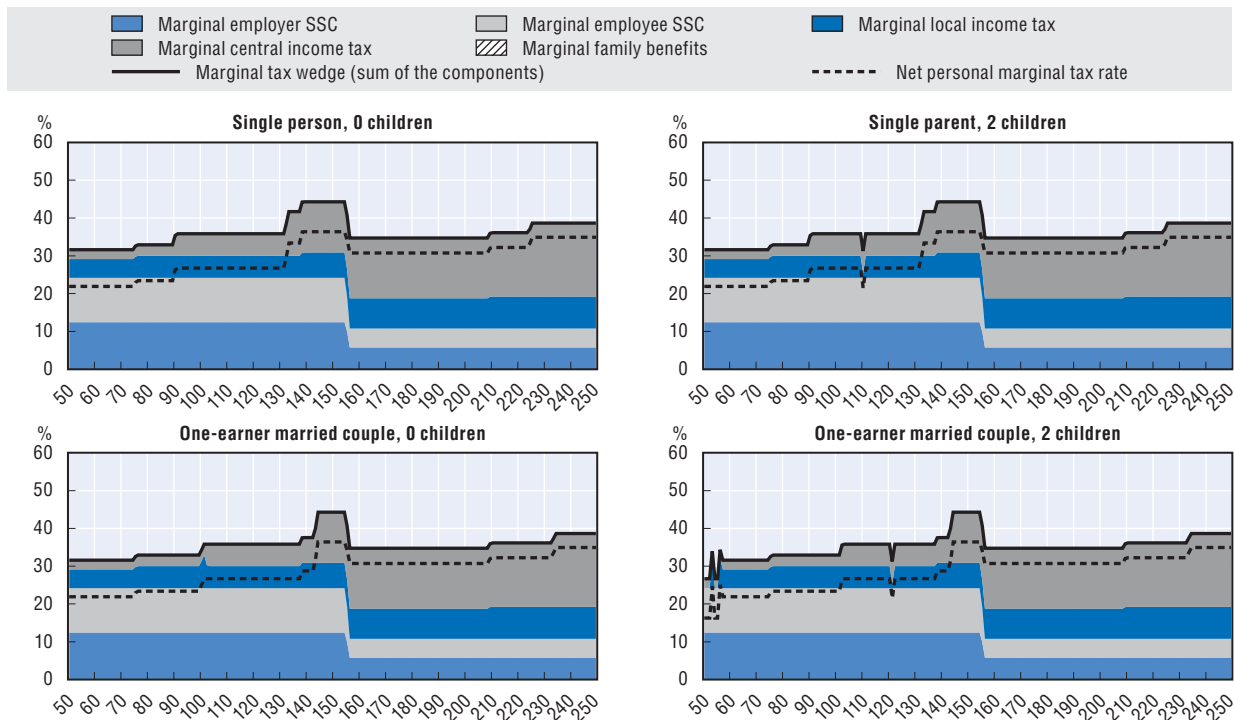 Marginal employer SSC Marginal employee SSC Marginal local income tax
Marginal central income tax Marginal family benefits
Marginal tax wedge (sum of the components) Net personal marginal tax rate
% Single person, 0 children
60
50
40
30
20
10
0
50 60 70 80 90 100 110 120 130 140 150 160 170 180 190 200 210 220 230 240 250
% Single parent, 2 children
60
50
40
30
20
10
0
50 60 70 80 90 100 110 120 130 140 150 160 170 180 190 200 210 220 230 240 250
% One-earner married couple, 0 children
60
50
40
30
20
10
0
50 60 70 80 90 100 110 120 130 140 150 160 170 180 190 200 210 220 230 240 250
% One-earner married couple, 2 children
60
50
40
30
20
10
0
50 60 70 80 90 100 110 120 130 140 150 160 170 180 190 200 210 220 230 240 250